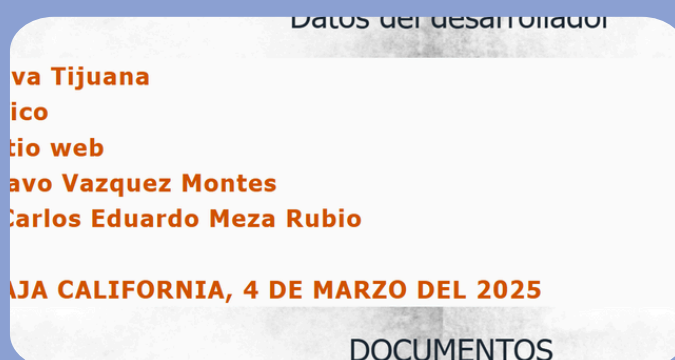 Datos del desarrollador
va Tijuana
ico
tio web
avo Vazquez Montes
Carlos Eduardo Meza Rubio
AJA CALIFORNIA, 4 DE MARZO DEL 2025
DOCUMENTOS